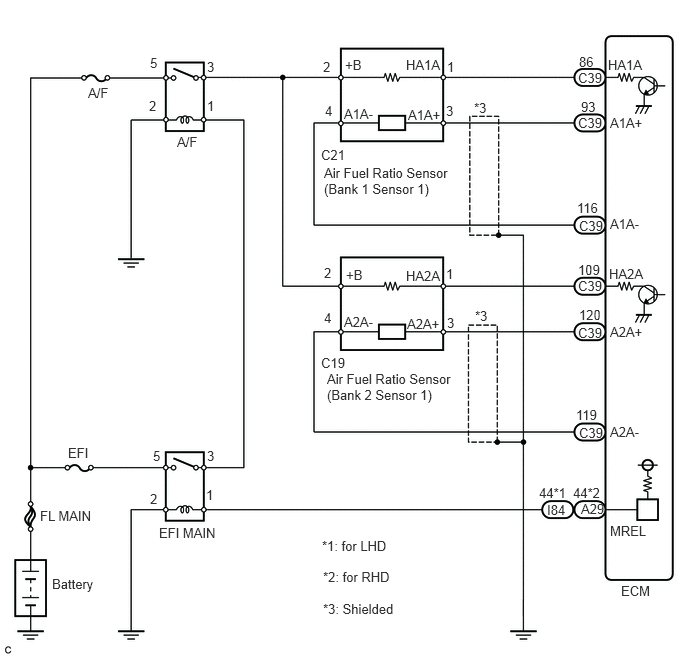 5 3
A/F
2 1
A/F
2 +B HA1A 1
4 A1A- A1A+ 3
C21
Air Fuel Ratio Sensor
(Bank 1 Sensor 1)
*3
86
C39 HA1A
93
C39 A1A+
116
C39 A1A-
2 +B HA2A 1
4 A2A- A2A+ 3
C19
Air Fuel Ratio Sensor
(Bank 2 Sensor 1)
*3
109
C39 HA2A
120
C39 A2A+
119
C39 A2A-
EFI
5 3
2 1
EFI MAIN
FL MAIN
Battery
44*1 44*2
I84 A29
MREL
ECM
*1: for LHD
*2: for RHD
*3: Shielded
c